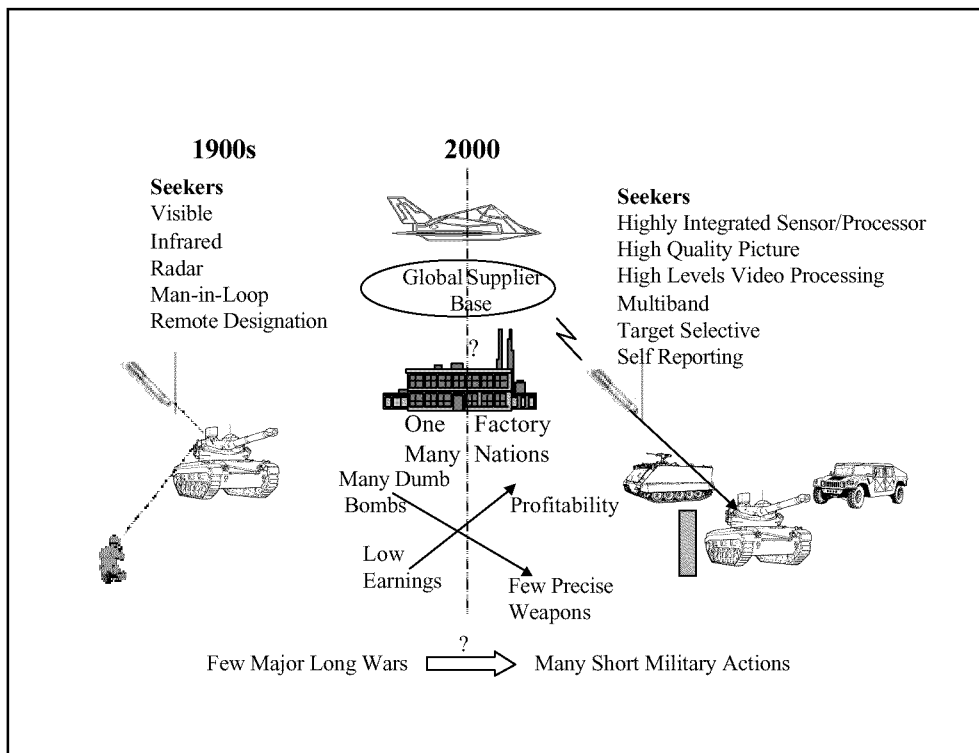 1900s
2000
Seekers
Visible
Infrared
Radar
Man-in-Loop
Remote Designation
Global Supplier
Base
?
One Factory
Many Nations
Many Dumb
Bombs
Profitability
Low
Earnings
Few Precise
Weapons
Seekers
Highly Integrated Sensor/Processor
High Quality Picture
High Levels Video Processing
Multiband
Target Selective
Self Reporting
?
Few Major Long Wars
Many Short Military Actions